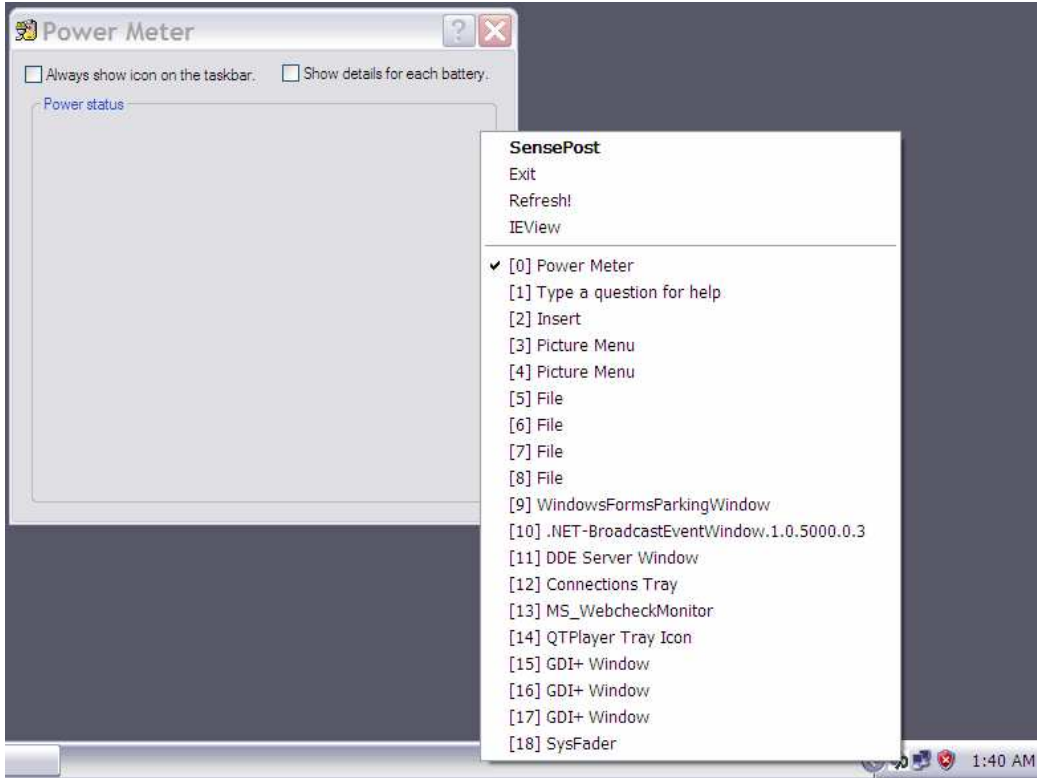 Power Meter
Always show icon on the taskbar.
Show details for each battery.
Power status
SensePost
Exit
Refresh!
IEView
[0] Power Meter
[1] Type a question for help
[2] Insert
[3] Picture Menu
[4] Picture Menu
[5] File
[6] File
[7] File
[8] File
[9] WindowsFormsParkingWindow
[10] .NET-BroadcastEventWindow.1.0.5000.0.3
[11] DDE Server Window
[12] Connections Tray
[13] MS_WebcheckMonitor
[14] QTPlayer Tray Icon
[15] GDI+ Window
[16] GDI+ Window
[17] GDI+ Window
[18] SysFader
1:40 AM